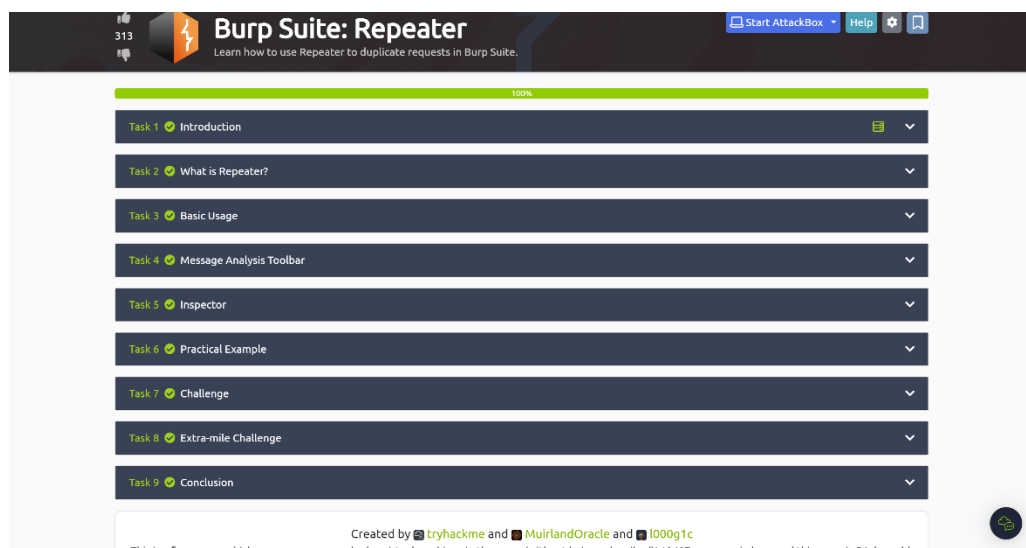 313
Burp Suite: Repeater
Learn how to use Repeater to duplicate requests in Burp Suite.
Start AttackBox
Help
100%
Task 1 Introduction
Task 2 What is Repeater?
Task 3 Basic Usage
Task 4 Message Analysis Toolbar
Task 5 Inspector
Task 6 Practical Example
Task 7 Challenge
Task 8 Extra-mile Challenge
Task 9 Conclusion
Created by tryhackme and MuirlandOracle and l000g1c